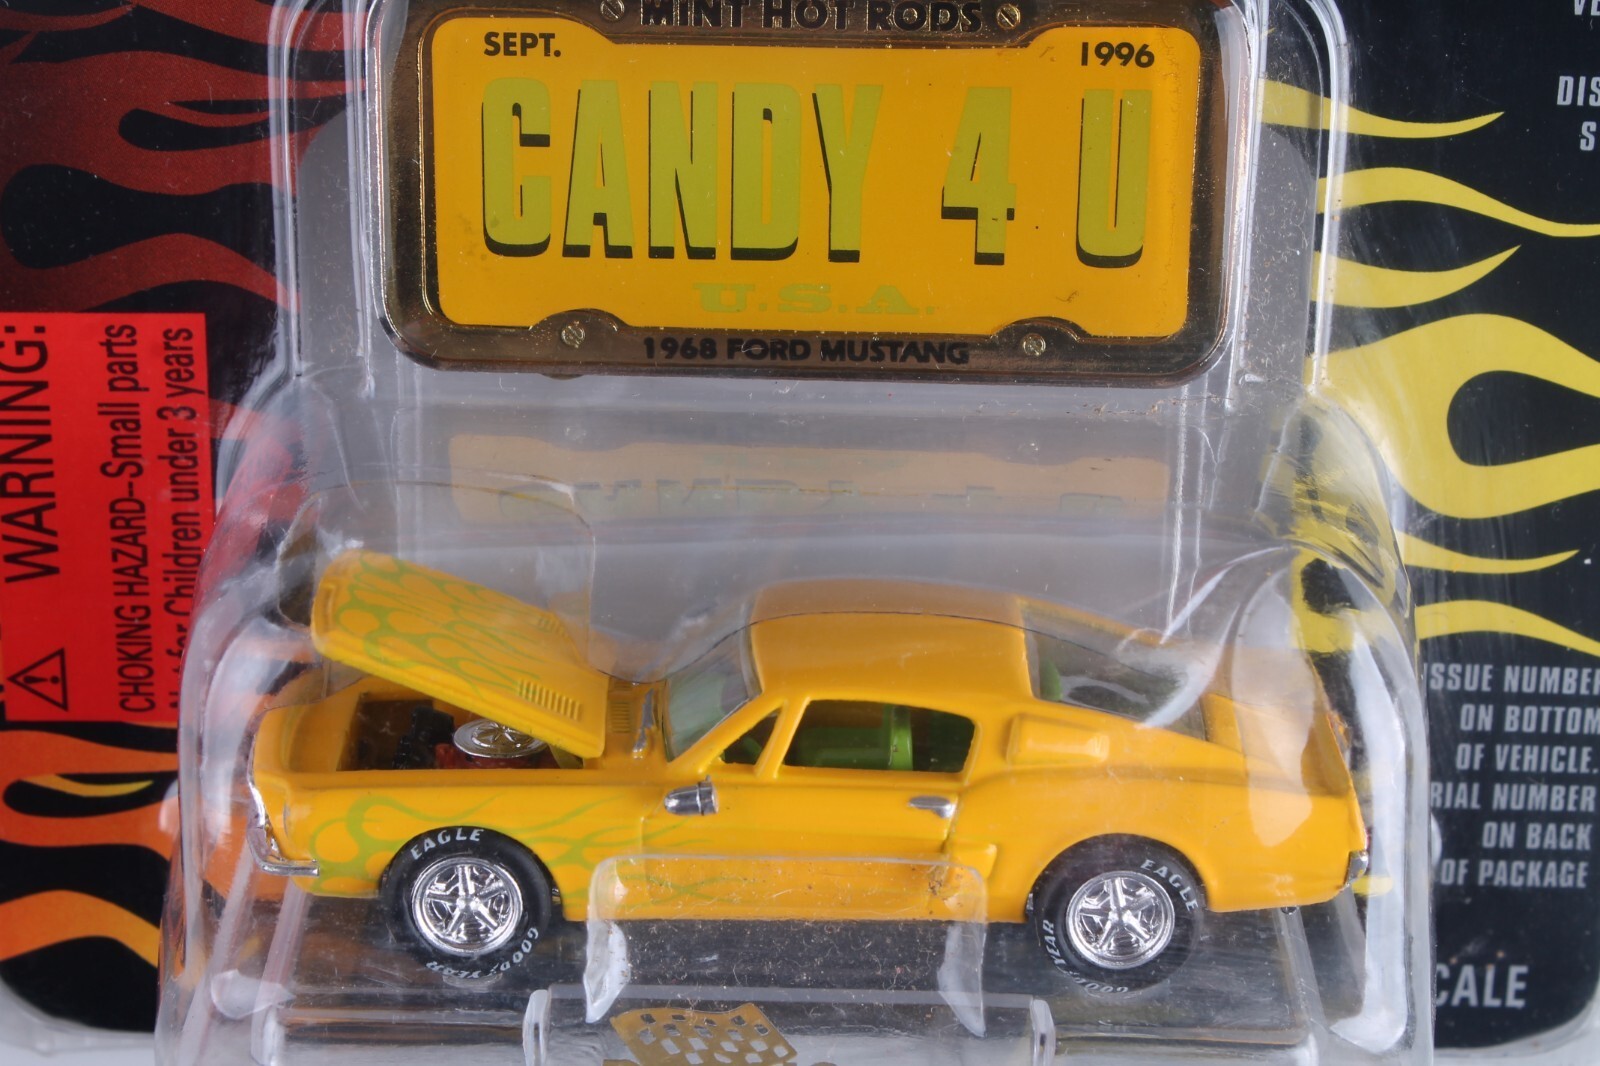 MINT HOT RODS
SEPT.
1996
CANDY 4 U
U.S.A.
1968 FORD MUSTANG
WARNING:
CHOKING HAZARD–Small parts
for Children under 3 years
DIS
S
ISSUE NUMBER
ON BOTTOM
OF VEHICLE.
RIAL NUMBER
ON BACK
OF PACKAGE
CALE
EAGLE
GOODYEAR
EAGLE
GOODYEAR